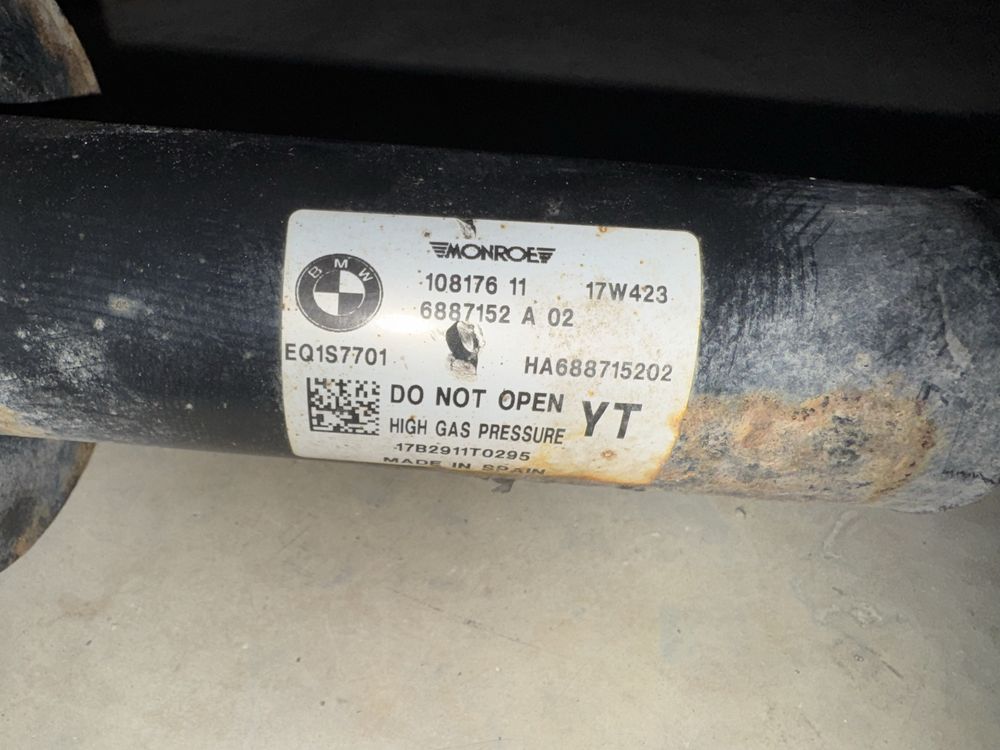 MONROE
BMW
108176 11 17W423
6887152 A 02
EQ1S7701 HA688715202
DO NOT OPEN YT
HIGH GAS PRESSURE
17B2911T0295
MADE IN SPAIN